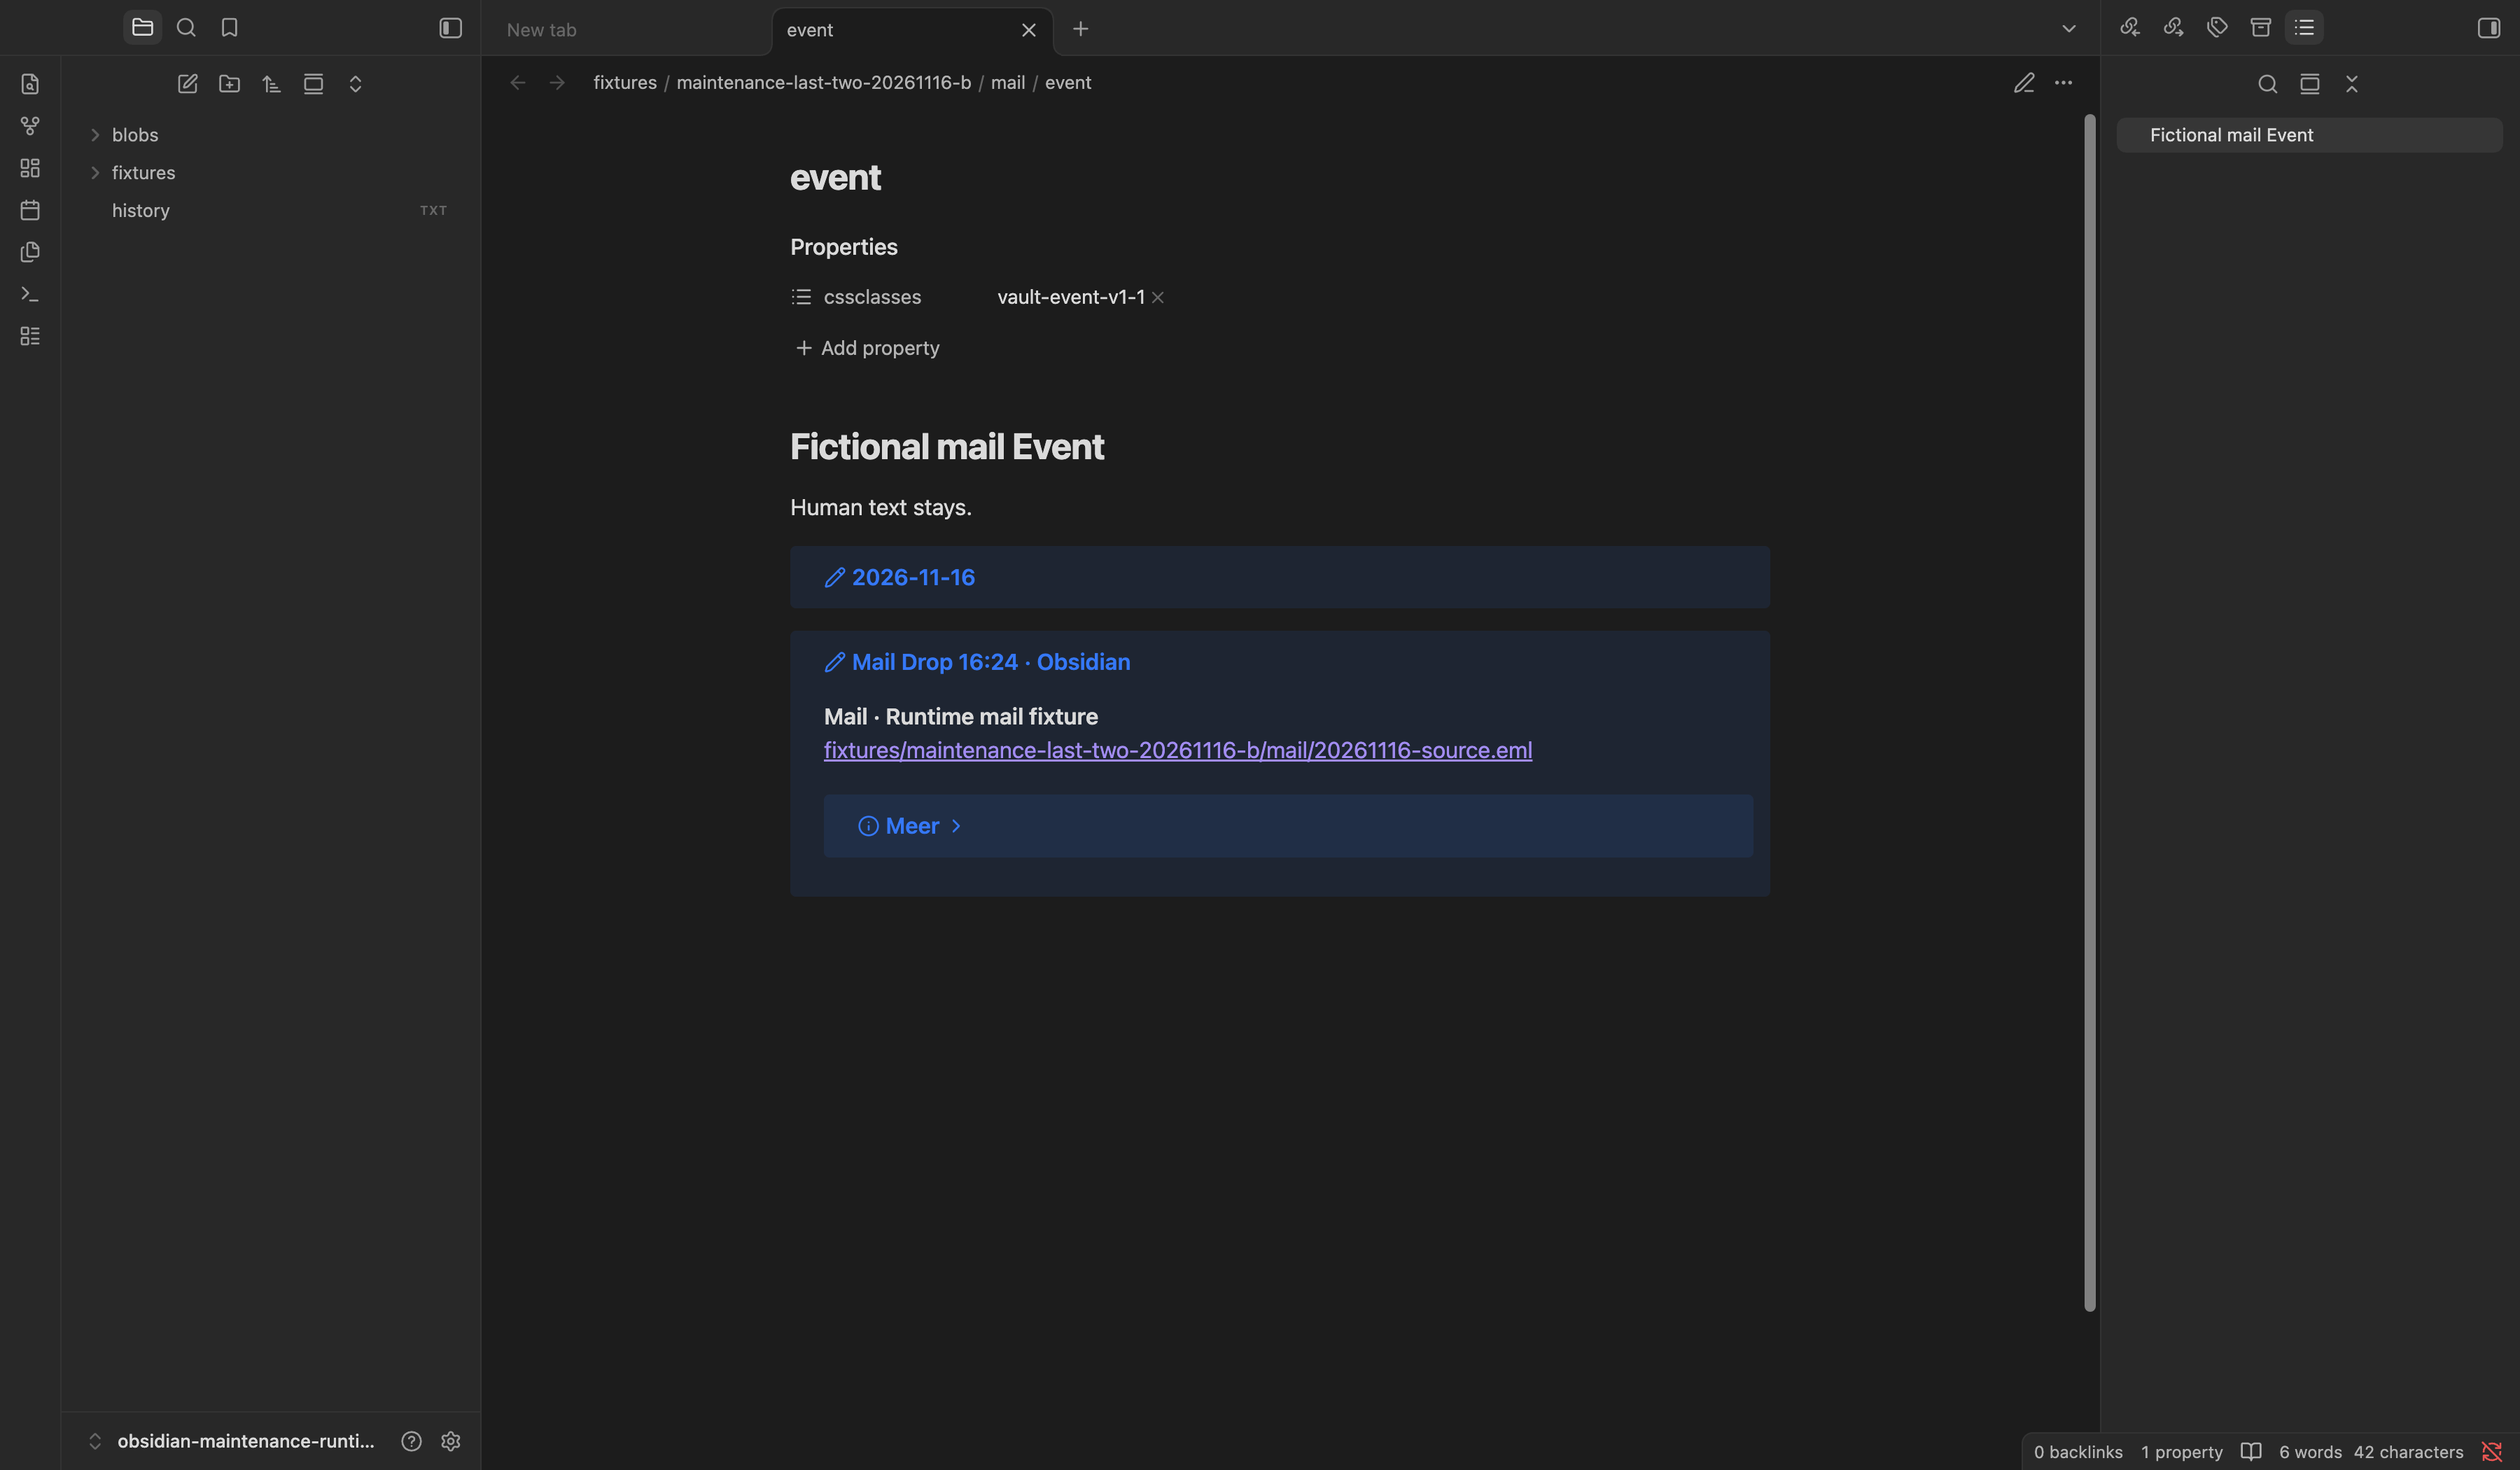 New tab
event
fixtures / maintenance-last-two-20261116-b / mail / event
blobs
fixtures
history TXT
event
Properties
cssclasses vault-event-v1-1
Add property
Fictional mail Event
Human text stays.
2026-11-16
Mail Drop 16:24 · Obsidian
Mail · Runtime mail fixture
fixtures/maintenance-last-two-20261116-b/mail/20261116-source.eml
Meer
Fictional mail Event
obsidian-maintenance-runti...
0 backlinks 1 property 6 words 42 characters